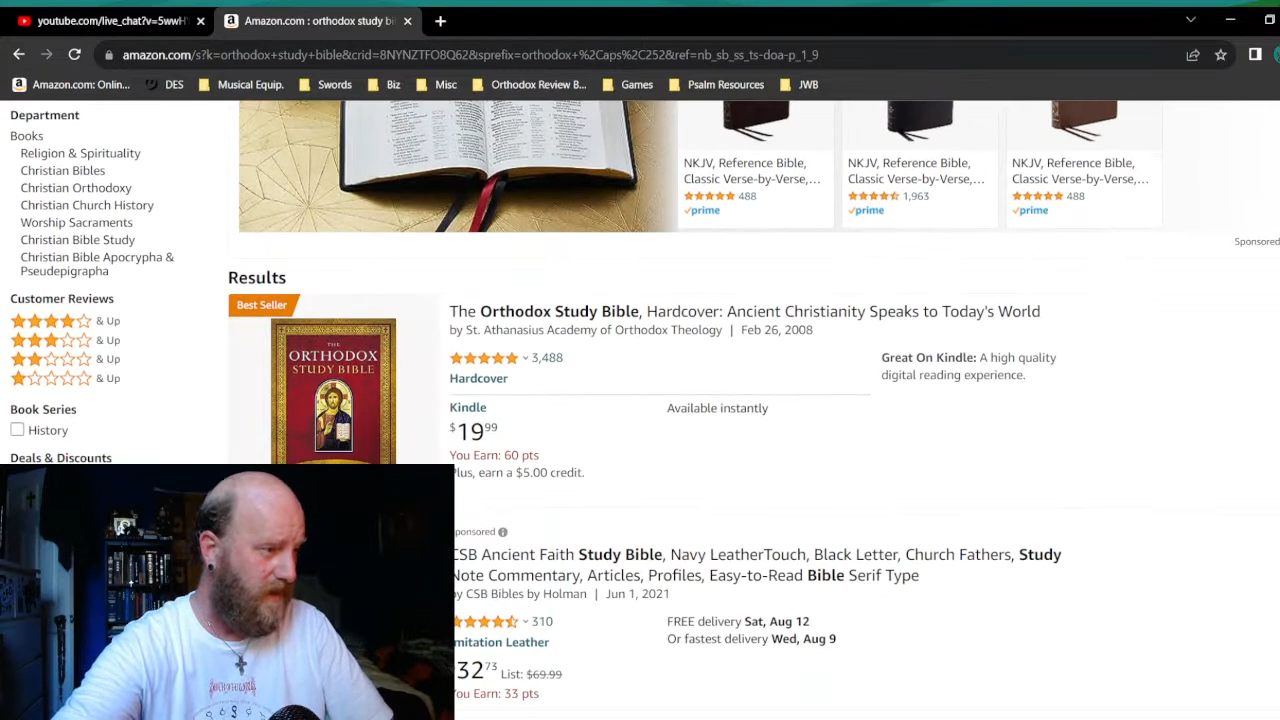 youtube.com/live_chat?v=5wwH
Amazon.com : orthodox study bi
amazon.com/s?k=orthodox+study+bible&crid=8NYNZTFO8Q62&sprefix=orthodox+%2Caps%2C252&ref=nb_sb_ss_ts-doa-p_1_9
Amazon.com: Onlin...
DES
Musical Equip.
Swords
Biz
Misc
Orthodox Review B...
Games
Psalm Resources
JWB
Department
Books
Religion & Spirituality
Christian Bibles
Christian Orthodoxy
Christian Church History
Worship Sacraments
Christian Bible Study
Christian Bible Apocrypha &
Pseudepigrapha
Customer Reviews
& Up
& Up
& Up
& Up
Book Series
History
Deals & Discounts
NKJV, Reference Bible,
Classic Verse-by-Verse,...
488
prime
NKJV, Reference Bible,
Classic Verse-by-Verse,...
1,963
prime
NKJV, Reference Bible,
Classic Verse-by-Verse,...
488
prime
Sponsored
Results
Best Seller
THE
ORTHODOX
STUDY BIBLE
The Orthodox Study Bible, Hardcover: Ancient Christianity Speaks to Today's World
by St. Athanasius Academy of Orthodox Theology | Feb 26, 2008
3,488
Hardcover
Kindle
$19 99
You Earn: 60 pts
Plus, earn a $5.00 credit.
Available instantly
Great On Kindle: A high quality
digital reading experience.
ponsored
CSB Ancient Faith Study Bible, Navy LeatherTouch, Black Letter, Church Fathers, Study
Note Commentary, Articles, Profiles, Easy-to-Read Bible Serif Type
by CSB Bibles by Holman | Jun 1, 2021
310
mitation Leather
32 73 List: $69.99
You Earn: 33 pts
FREE delivery Sat, Aug 12
Or fastest delivery Wed, Aug 9